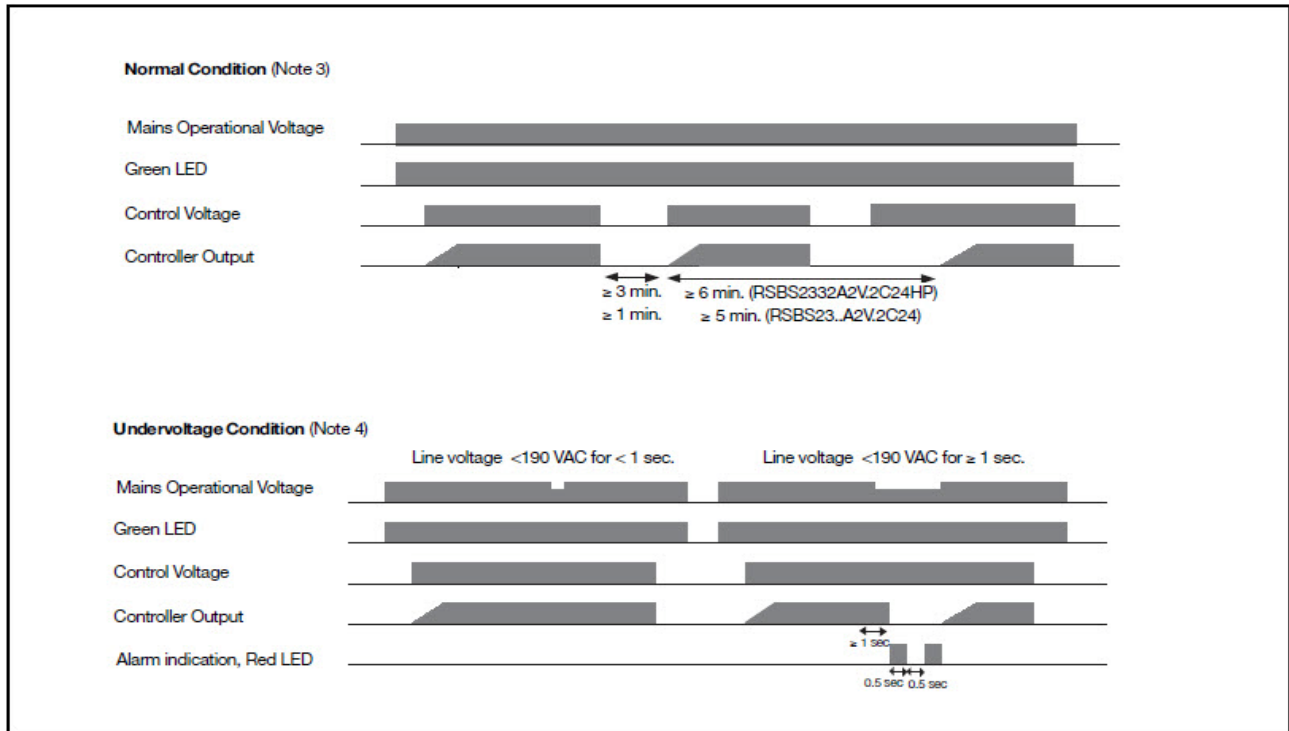 Normal Condition (Note 3)
Mains Operational Voltage
Green LED
Control Voltage
Controller Output
≥ 3 min. ≥ 6 min. (RSBS2332A2V.2C24HP)
≥ 1 min. ≥ 5 min. (RSBS23..A2V.2C24)
Undervoltage Condition (Note 4)
Line voltage <190 VAC for < 1 sec. Line voltage <190 VAC for ≥ 1 sec.
Mains Operational Voltage
Green LED
Control Voltage
Controller Output
≥ 1 sec
Alarm indication, Red LED
0.5 sec 0.5 sec